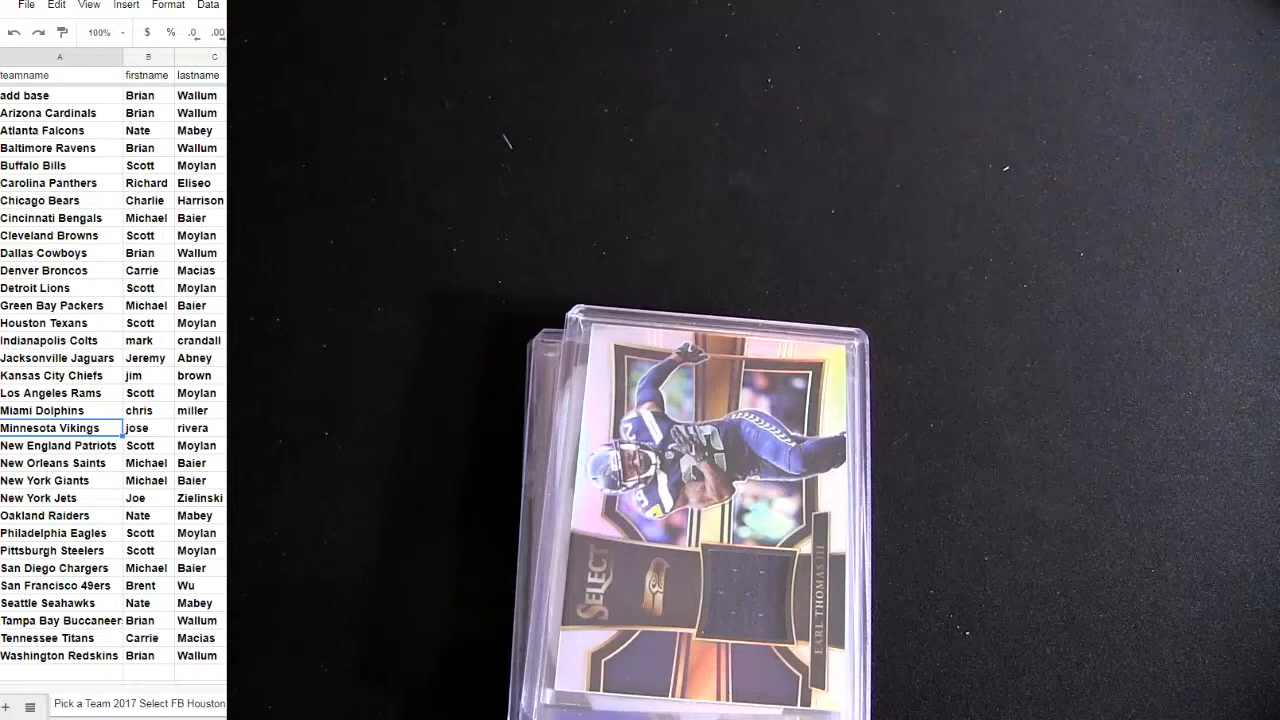 File Edit View Insert Format Data
100% $ % .0 .00
A B C
teamname firstname lastname
add base Brian Wallum
Arizona Cardinals Brian Wallum
Atlanta Falcons Nate Mabey
Baltimore Ravens Brian Wallum
Buffalo Bills Scott Moylan
Carolina Panthers Richard Eliseo
Chicago Bears Charlie Harrison
Cincinnati Bengals Michael Baier
Cleveland Browns Scott Moylan
Dallas Cowboys Brian Wallum
Denver Broncos Carrie Macias
Detroit Lions Scott Moylan
Green Bay Packers Michael Baier
Houston Texans Scott Moylan
Indianapolis Colts mark crandall
Jacksonville Jaguars Jeremy Abney
Kansas City Chiefs jim brown
Los Angeles Rams Scott Moylan
Miami Dolphins chris miller
Minnesota Vikings jose rivera
New England Patriots Scott Moylan
New Orleans Saints Michael Baier
New York Giants Michael Baier
New York Jets Joe Zielinski
Oakland Raiders Nate Mabey
Philadelphia Eagles Scott Moylan
Pittsburgh Steelers Scott Moylan
San Diego Chargers Michael Baier
San Francisco 49ers Brent Wu
Seattle Seahawks Nate Mabey
Tampa Bay Buccaneer Brian Wallum
Tennessee Titans Carrie Macias
Washington Redskins Brian Wallum
Pick a Team 2017 Select FB Houston
SELECT
EARL THOMAS III